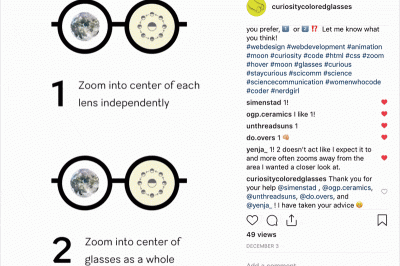 1
Zoom into center of each
lens independently
2
Zoom into center of
glasses as a whole
curiositycoloredglasses
you prefer, 1️⃣ or 2️⃣ ⁉️ Let me know what
you think!
#webdesign #webdevelopment #animation
#moon #curiosity #code #html #css #zoom
#hover #moon #glasses #curious
#staycurious #scicomm #science
#sciencecommunication #womenwhocode
#coder #nerdgirl
simenstad 1!
ogp.ceramics I like 1!
unthreadsuns 1
do.overs 1 👊🏼
yenja_ 1! 2 doesn't act like I expect it to
and more often zooms away from the
area I wanted a closer look at.
curiositycoloredglasses Thank you for
your help @simenstad , @ogp.ceramics,
@unthreadsuns, @do.overs, and
@yenja_ ! I have taken your advice 😄
49 views
DECEMBER 3
Add a comment...